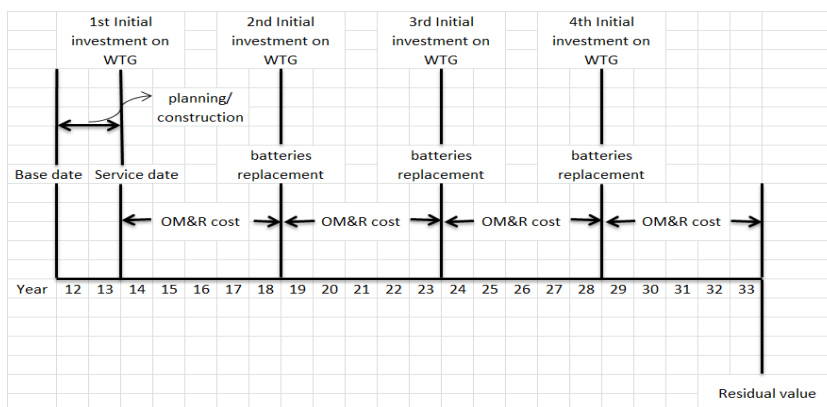 1st Initial
investment on
WTG
2nd Initial
investment on
WTG
3rd Initial
investment on
WTG
4th Initial
investment on
WTG
planning/
construction
Base date
Service date
batteries
replacement
batteries
replacement
batteries
replacement
OM&R cost
OM&R cost
OM&R cost
OM&R cost
Year 12 13 14 15 16 17 18 19 20 21 22 23 24 25 26 27 28 29 30 31 32 33
Residual value